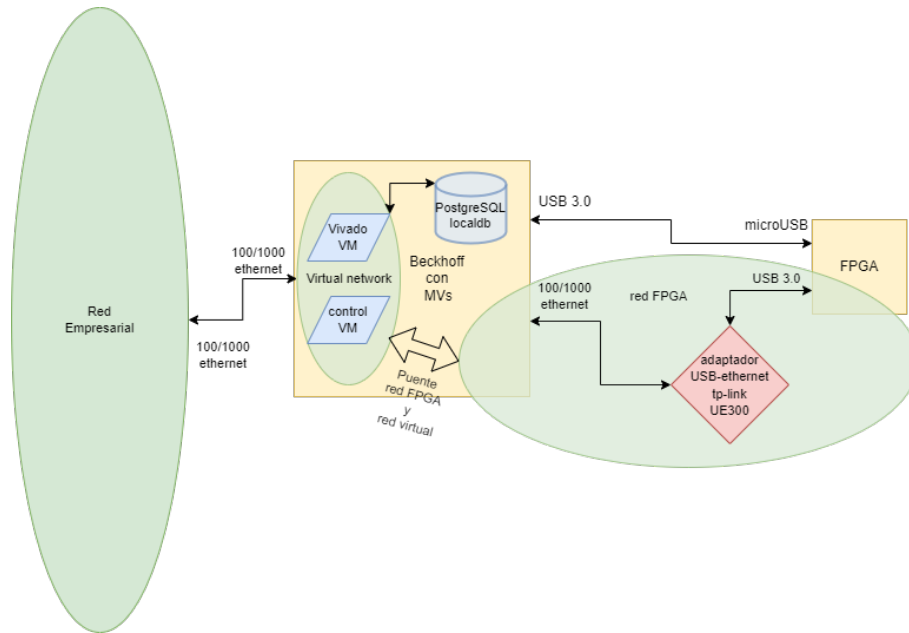 Red
Empresarial
100/1000
ethernet
100/1000
ethernet
Vivado
VM
Virtual network
control
VM
PostgreSQL
localdb
Beckhoff
con
MVs
Puente
red FPGA
y
red virtual
USB 3.0
microUSB
FPGA
100/1000
ethernet
red FPGA
USB 3.0
adaptador
USB-ethernet
tp-link
UE300